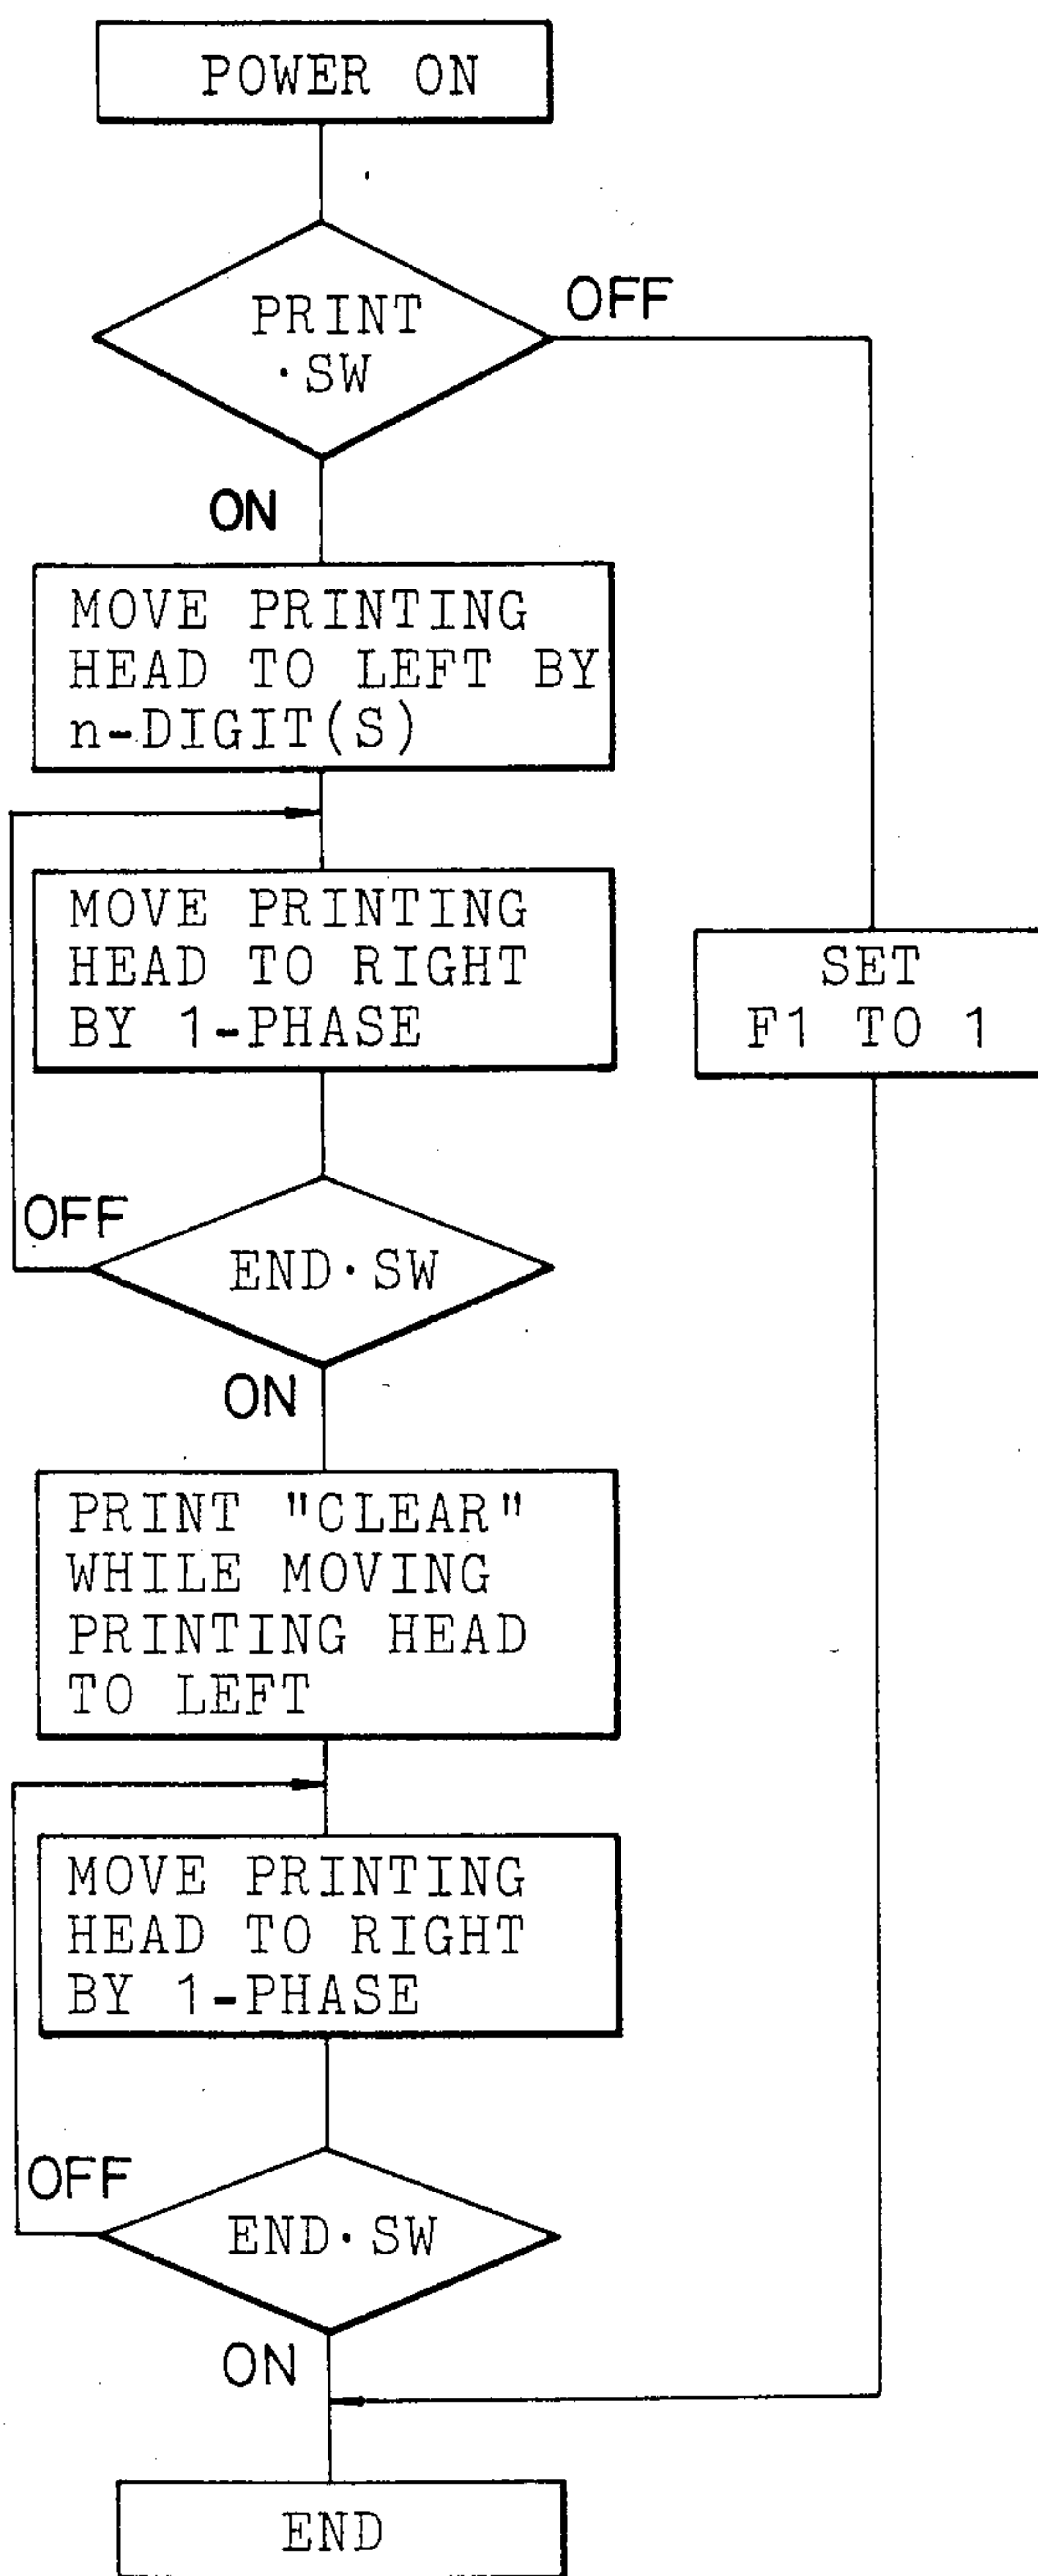 POWER ON
PRINT
·SW
OFF
ON
MOVE PRINTING
HEAD TO LEFT BY
n-DIGIT(S)
MOVE PRINTING
HEAD TO RIGHT
BY 1-PHASE
SET
F1 TO 1
OFF
END·SW
ON
PRINT "CLEAR"
WHILE MOVING
PRINTING HEAD
TO LEFT
MOVE PRINTING
HEAD TO RIGHT
BY 1-PHASE
OFF
END·SW
ON
END